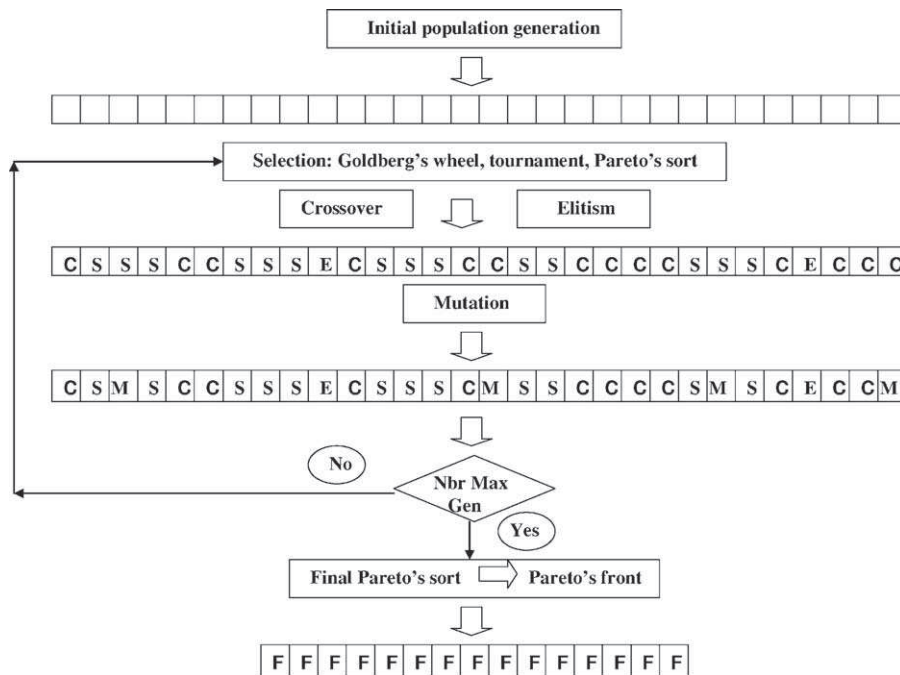 Initial population generation
Selection: Goldberg's wheel, tournament, Pareto's sort
Crossover
Elitism
C S S S C C S S S E C S S S C C S S C C C C S S S C E C C C
Mutation
C S M S C C S S S E C S S S C M S S C C C C S M S C E C C M
No
Nbr Max
Gen
Yes
Final Pareto's sort
Pareto's front
F F F F F F F F F F F F F F F